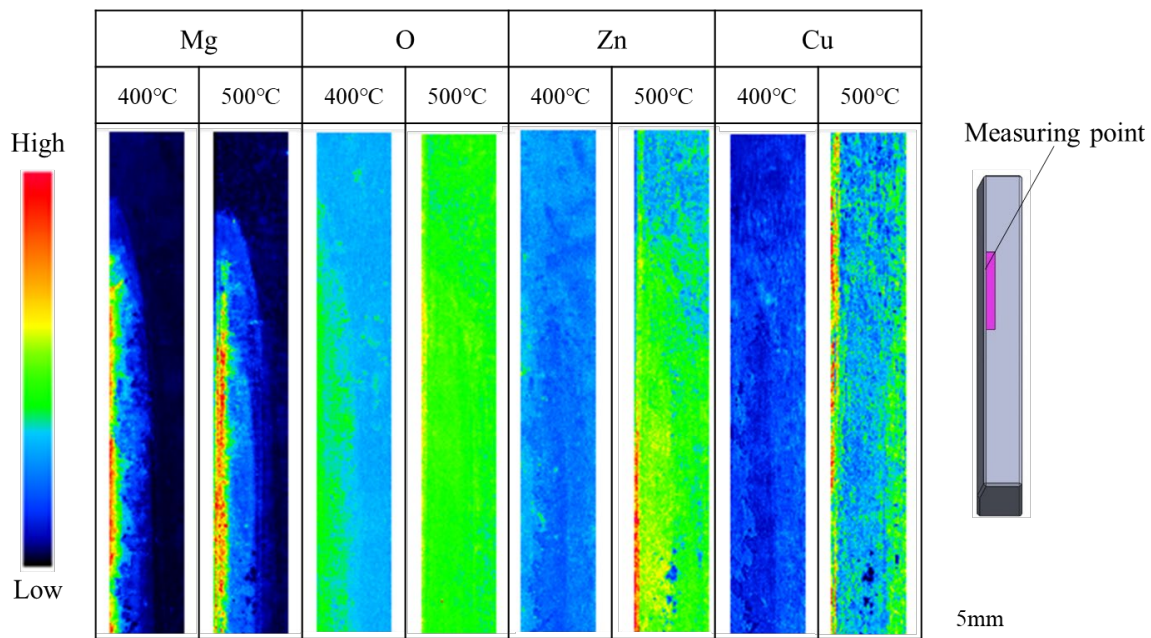 Mg O Zn Cu
400℃ 500℃ 400℃ 500℃ 400℃ 500℃ 400℃ 500℃
High
Measuring point
Low
5mm